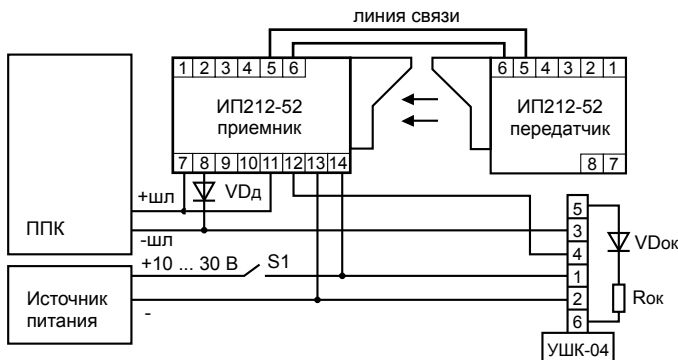 линия связи
1 2 3 4 5 6
6 5 4 3 2 1
ИП212-52
приемник
ИП212-52
передатчик
7 8 9 10 11 12 13 14
8 7
+шл
VDд
ППК
-шл
+10 ... 30 В
S1
Источник
питания
-
5
3
4
1
2
6
VDок
Rок
УШК-04